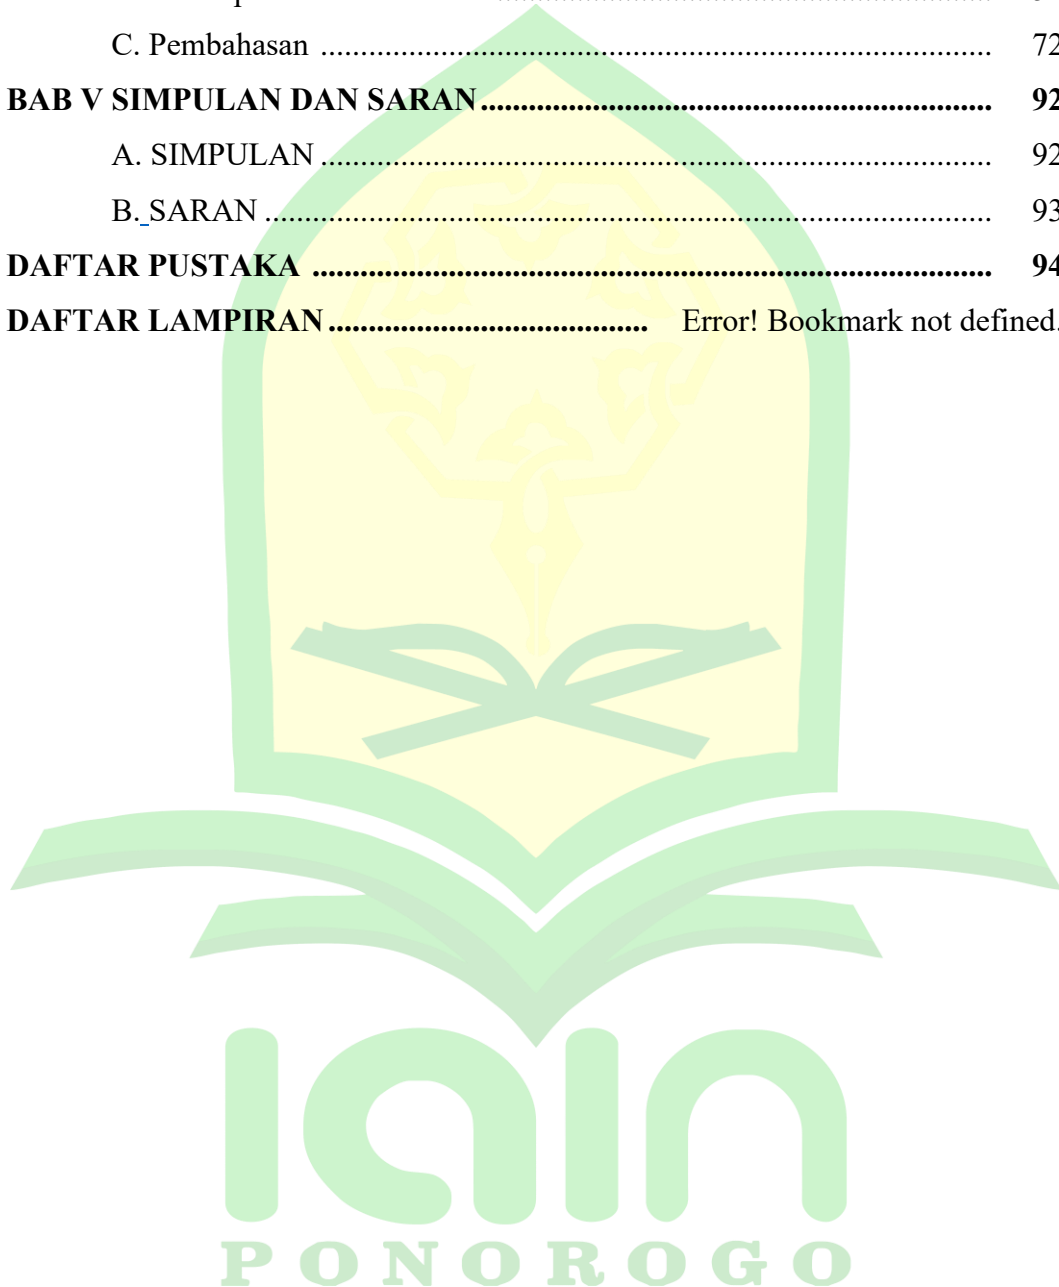 C. Pembahasan ..................................................................................... 72
BAB V SIMPULAN DAN SARAN................................................................. 92
A. SIMPULAN..................................................................................... 92
B. SARAN............................................................................................ 93
DAFTAR PUSTAKA ...................................................................................... 94
DAFTAR LAMPIRAN........................................ Error! Bookmark not defined.
IAIN
PONOROGO